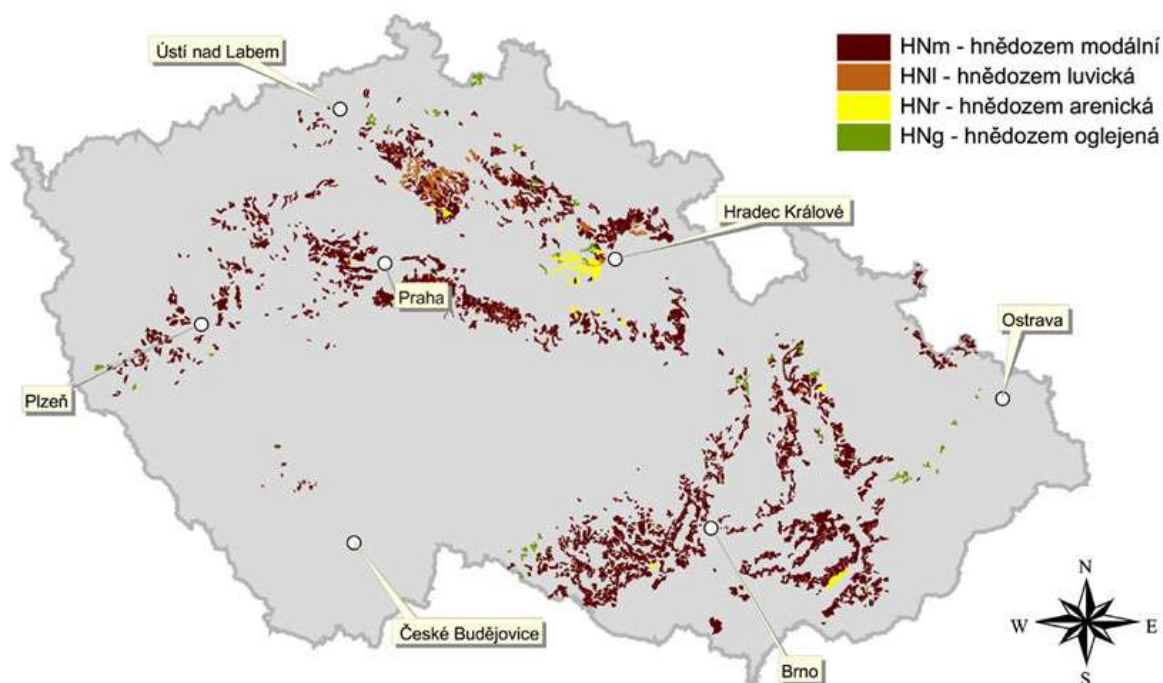 Ústí nad Labem
HNm - hnědozem modální
HNl - hnědozem luvická
HNr - hnědozem arenická
HNg - hnědozem oglejená
Hradec Králové
Praha
Ostrava
Plzeň
České Budějovice
Brno
N
W E
S